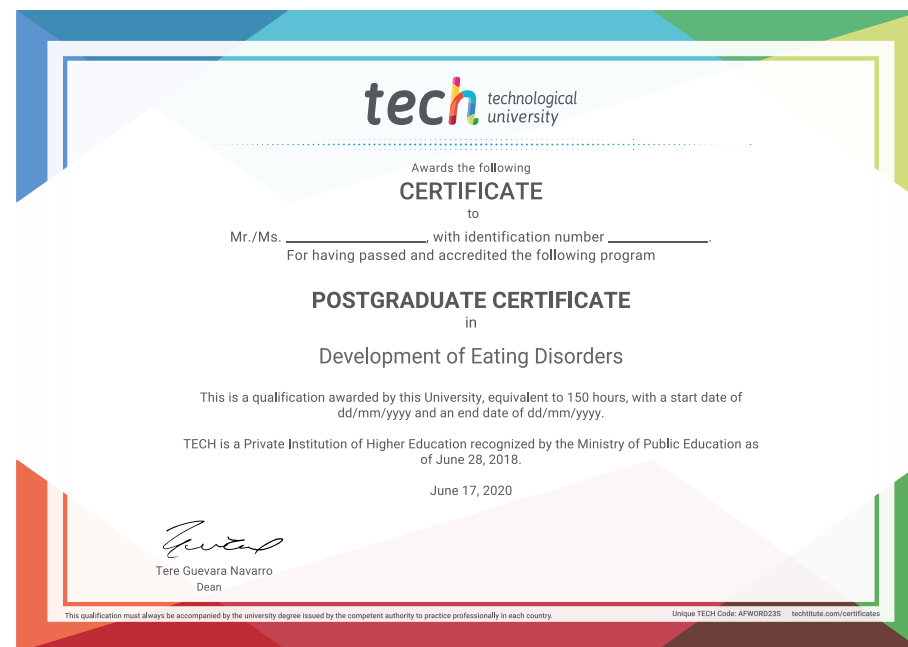 tech technological
university
Awards the following
CERTIFICATE
to
Mr./Ms. ____________________, with identification number ______________.
For having passed and accredited the following program
POSTGRADUATE CERTIFICATE
in
Development of Eating Disorders
This is a qualification awarded by this University, equivalent to 150 hours, with a start date of
dd/mm/yyyy and an end date of dd/mm/yyyy.
TECH is a Private Institution of Higher Education recognized by the Ministry of Public Education as
of June 28, 2018.
June 17, 2020
Tere Guevara Navarro
Dean
This qualification must always be accompanied by the university degree issued by the competent authority to practice professionally in each country.
Unique TECH Code: AFWORD23S techtitute.com/certificates